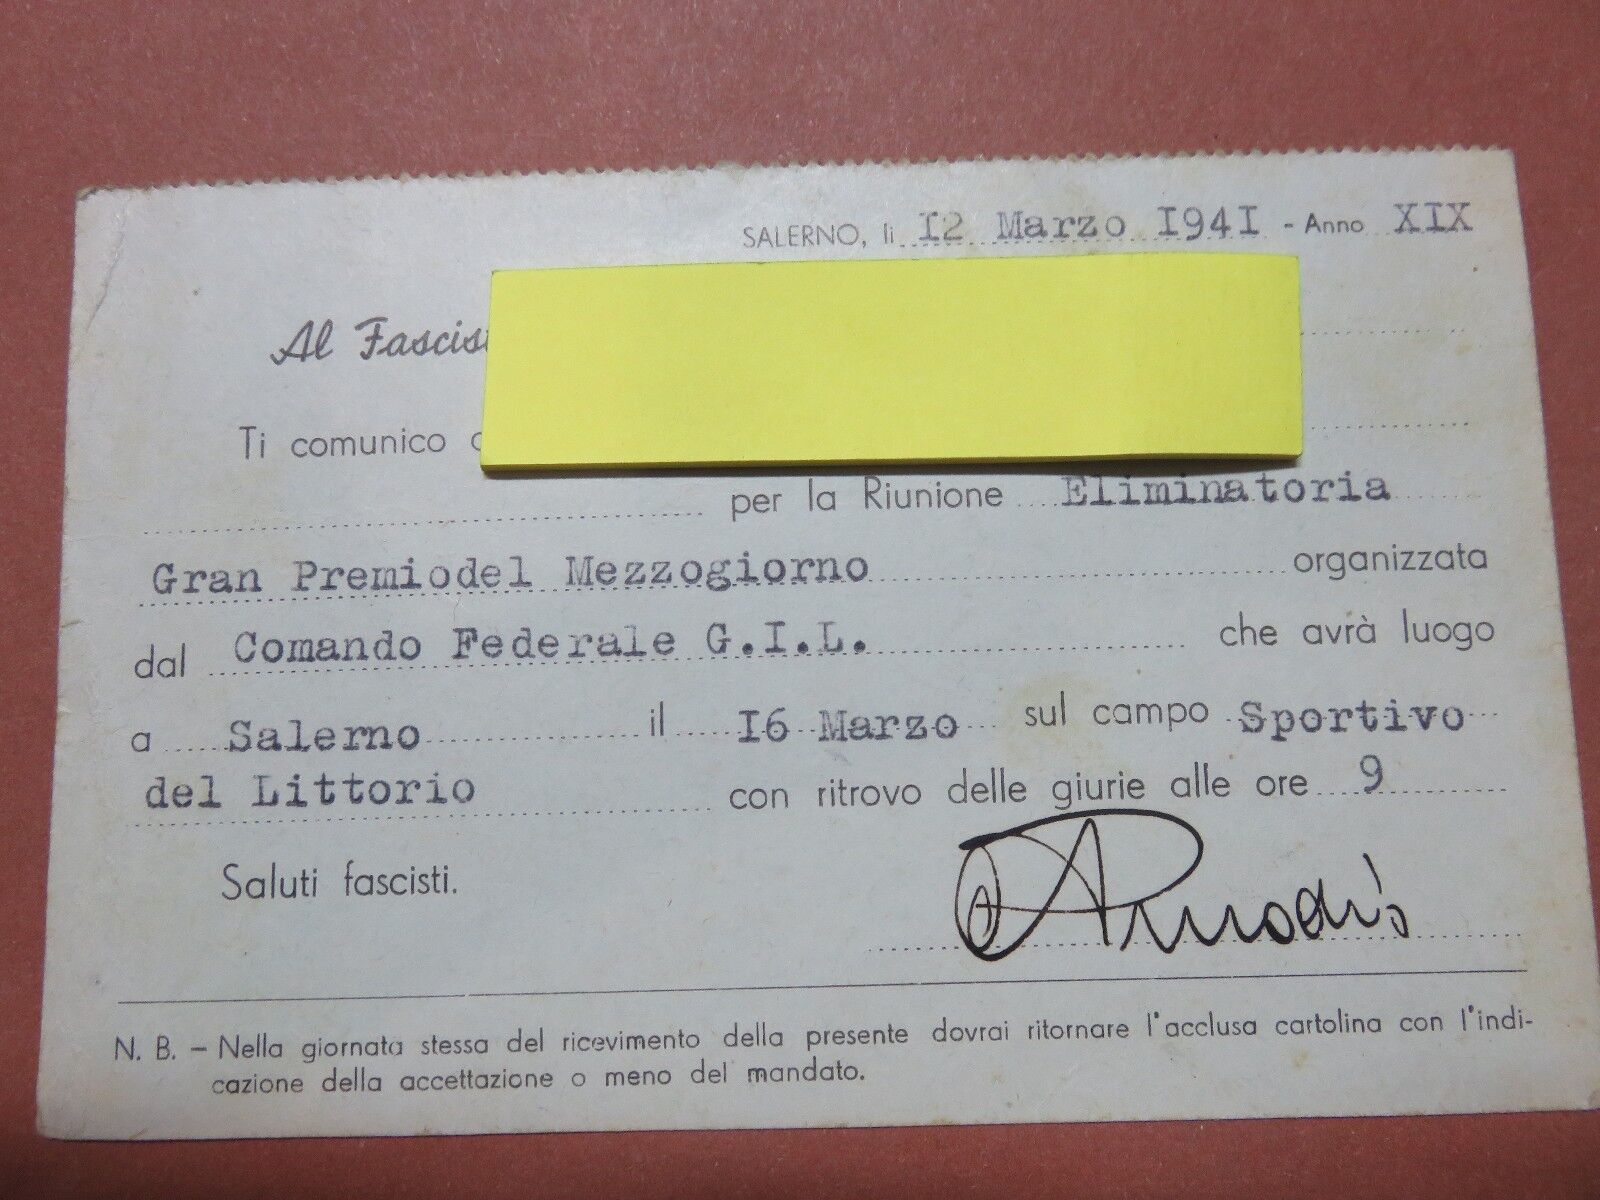 SALERNO, li 12 Marzo 1941 - Anno XIX
Al
Ti comunico
per la Riunione Eliminatoria
Gran Premiodel Mezzogiorno organizzata
dal Comando Federale G.I.L. che avrà luogo
a Salerno il 16 Marzo sul campo Sportivo
del Littorio con ritrovo delle giurie alle ore 9
Saluti fascisti.
N. B. – Nella giornata stessa del ricevimento della presente dovrai ritornare l'acclusa cartolina con l'indi-
cazione della accettazione o meno del mandato.